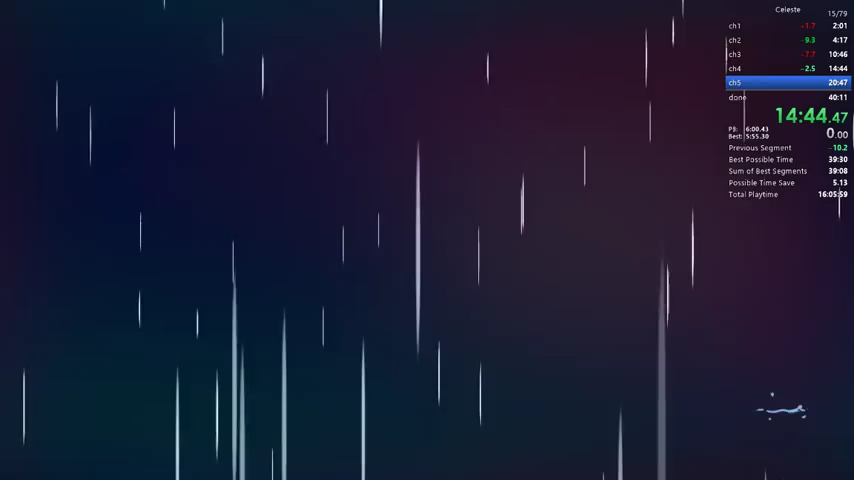 Celeste
15/79
ch1 -1.7 2:01
ch2 -9.3 4:17
ch3 -7.7 10:46
ch4 -2.5 14:44
ch5 20:47
done 40:11
14:44.47
PB: 6:00.43 0.00
Best: 5:55.30
Previous Segment -10.2
Best Possible Time 39:30
Sum of Best Segments 39:08
Possible Time Save 5.13
Total Playtime 16:05:59